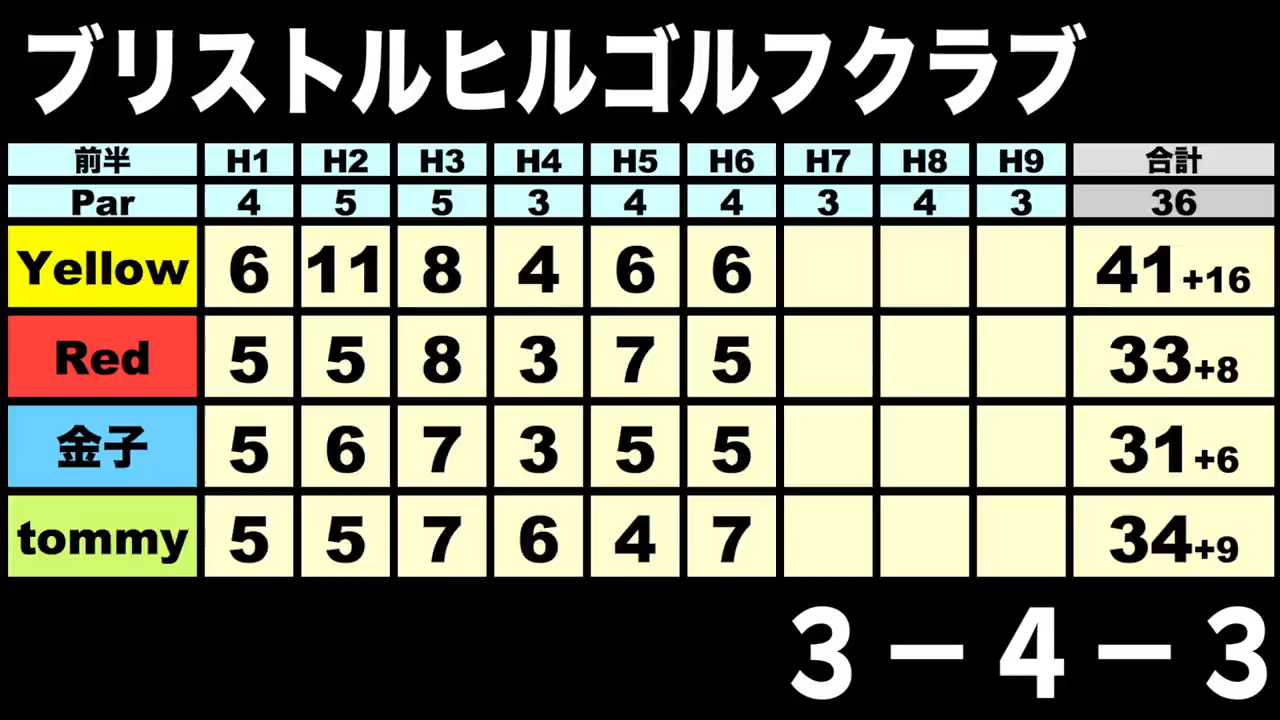 ブリストルヒルゴルフクラブ
前半 H1 H2 H3 H4 H5 H6 H7 H8 H9 合計
Par 4 5 5 3 4 4 3 4 3 36
Yellow 6 11 8 4 6 6 41 +16
Red 5 5 8 3 7 5 33 +8
金子 5 6 7 3 5 5 31 +6
tommy 5 5 7 6 4 7 34 +9
3－4－3